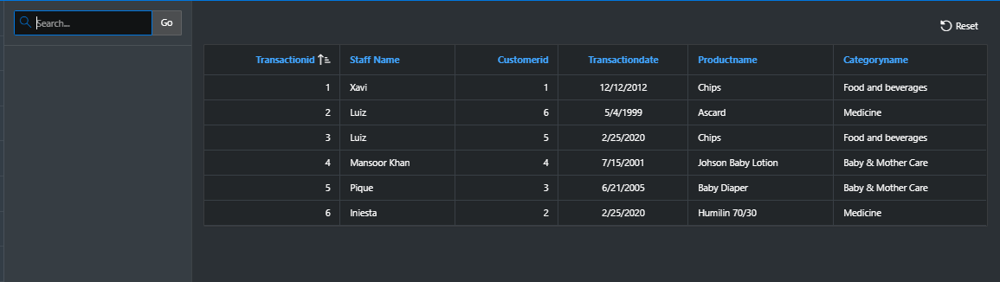 Search... Go
Reset
Transactionid Staff Name Customerid Transactiondate Productname Categoryname
1 Xavi 1 12/12/2012 Chips Food and beverages
2 Luiz 6 5/4/1999 Ascard Medicine
3 Luiz 5 2/25/2020 Chips Food and beverages
4 Mansoor Khan 4 7/15/2001 Johson Baby Lotion Baby & Mother Care
5 Pique 3 6/21/2005 Baby Diaper Baby & Mother Care
6 Iniesta 2 2/25/2020 Humilin 70/30 Medicine